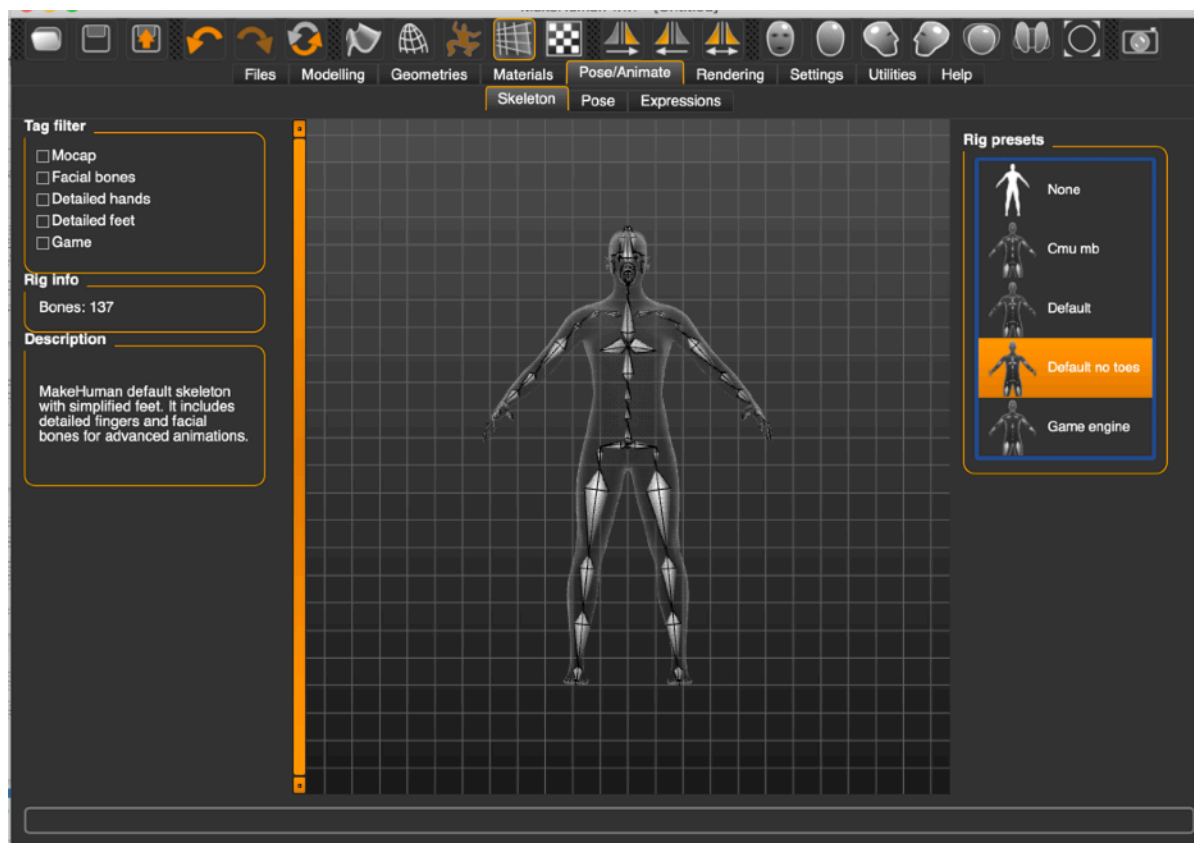 Files Modelling Geometries Materials Pose/Animate Rendering Settings Utilities Help
Skeleton Pose Expressions
Tag filter
Mocap
Facial bones
Detailed hands
Detailed feet
Game
Rig info
Bones: 137
Description
MakeHuman default skeleton
with simplified feet. It includes
detailed fingers and facial
bones for advanced animations.
Rig presets
None
Cmu mb
Default
Default no toes
Game engine